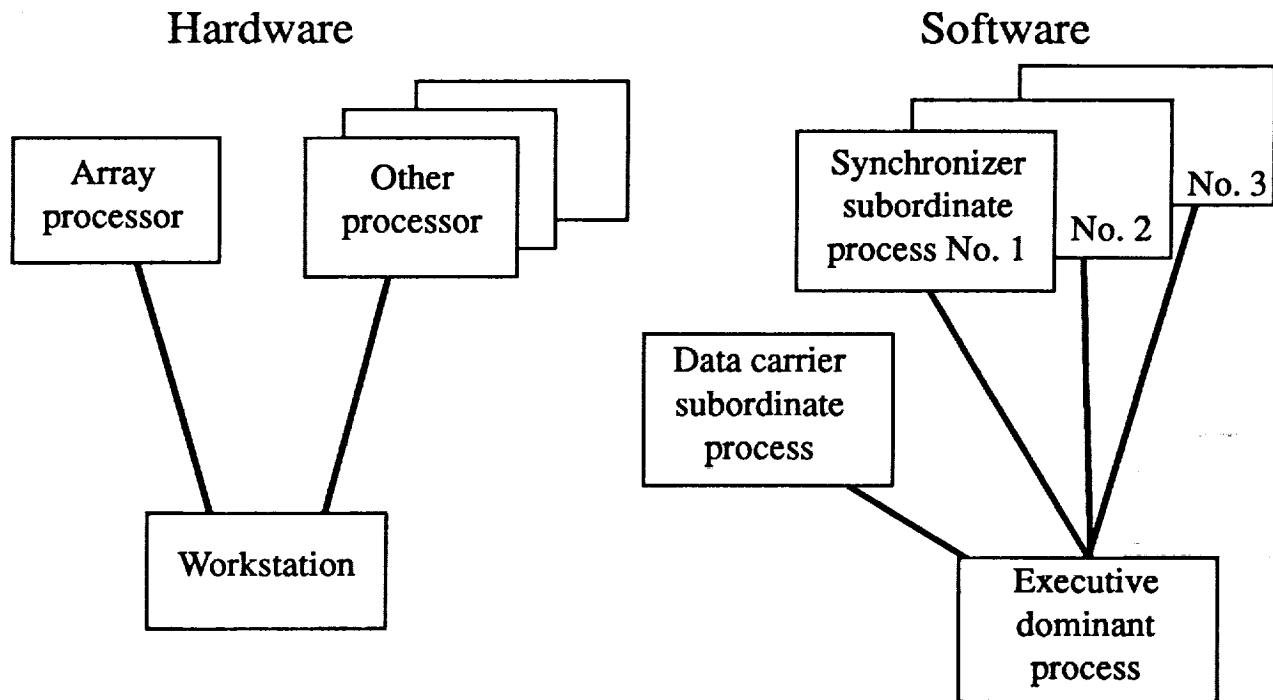 Hardware
Array
processor
Other
processor
Workstation
Software
Synchronizer
subordinate
process No. 1
No. 2
No. 3
Data carrier
subordinate
process
Executive
dominant
process